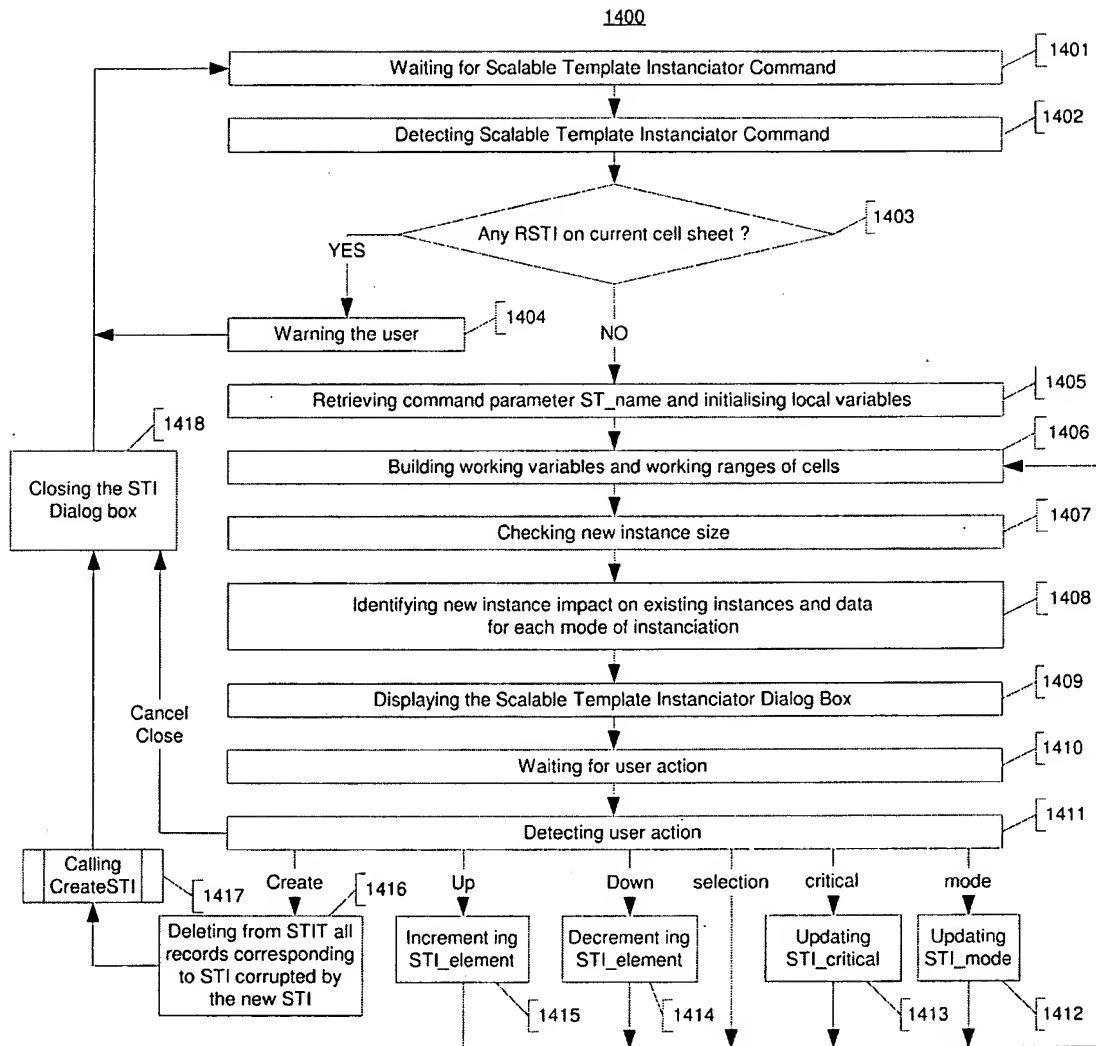 1400
Waiting for Scalable Template Instanciator Command
1401
Detecting Scalable Template Instanciator Command
1402
Any RSTI on current cell sheet ?
1403
YES
Warning the user
1404
NO
Retrieving command parameter ST_name and initialising local variables
1405
1418
Closing the STI
Dialog box
Building working variables and working ranges of cells
1406
Checking new instance size
1407
Identifying new instance impact on existing instances and data
for each mode of instanciation
1408
Displaying the Scalable Template Instanciator Dialog Box
1409
Cancel
Close
Waiting for user action
1410
Detecting user action
1411
Calling
CreateSTI
1417
Create
1416
Up
Down
selection
critical
mode
Deleting from STIT all
records corresponding
to STI corrupted by
the new STI
Increment ing
STI_element
1415
Decrement ing
STI_element
1414
Updating
STI_critical
1413
Updating
STI_mode
1412